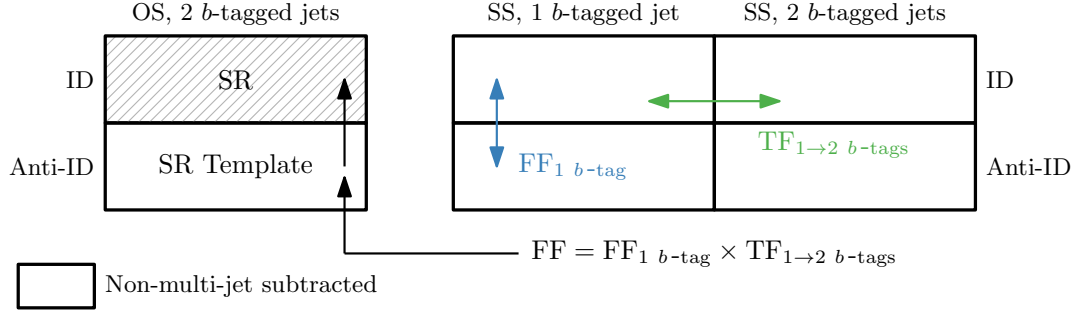 OS, 2 b-tagged jets
SS, 1 b-tagged jet
SS, 2 b-tagged jets
ID
SR
ID
Anti-ID
SR Template
FF1 b-tag
TF1→2 b-tags
Anti-ID
FF = FF1 b-tag × TF1→2 b-tags
Non-multi-jet subtracted